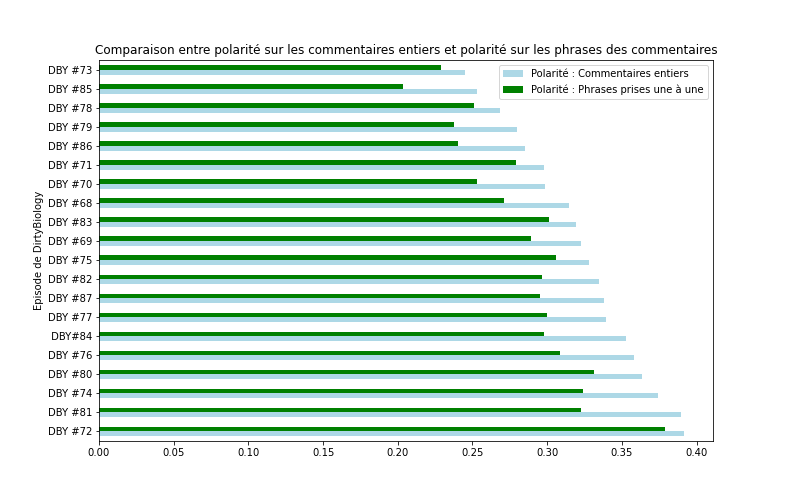 Comparaison entre polarité sur les commentaires entiers et polarité sur les phrases des commentaires
Polarité : Commentaires entiers
Polarité : Phrases prises une à une
Episode de DirtyBiology
DBY #73
DBY #85
DBY #78
DBY #79
DBY #86
DBY #71
DBY #70
DBY #68
DBY #83
DBY #69
DBY #75
DBY #82
DBY #87
DBY #77
DBY#84
DBY #76
DBY #80
DBY #74
DBY #81
DBY #72
0.00 0.05 0.10 0.15 0.20 0.25 0.30 0.35 0.40